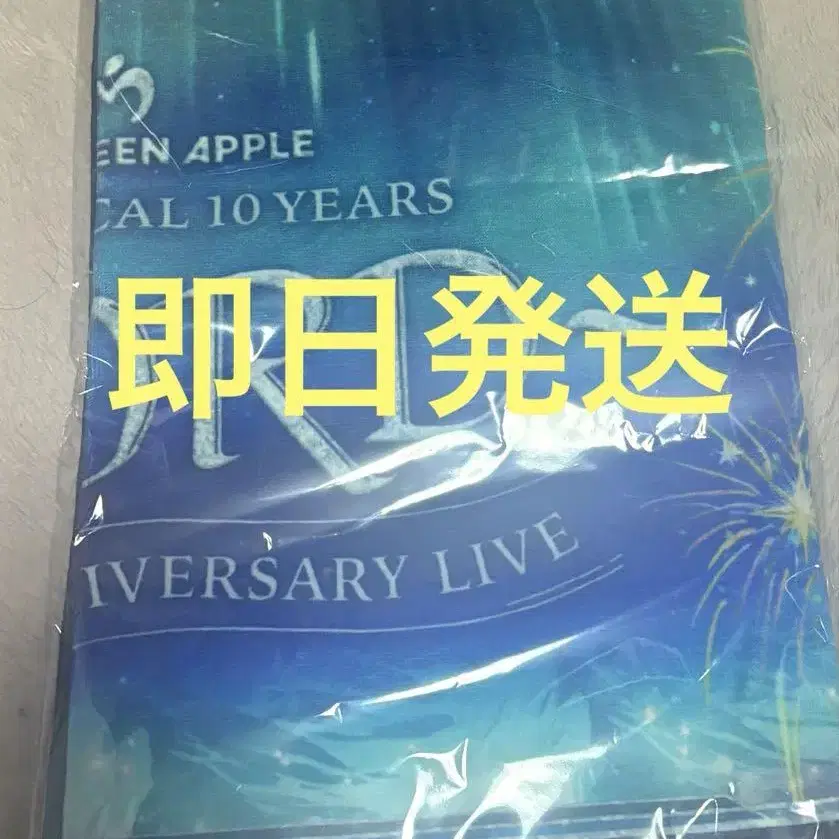 EEN APPLE
CAL 10 YEARS
即日発送
IVERSARY LIVE